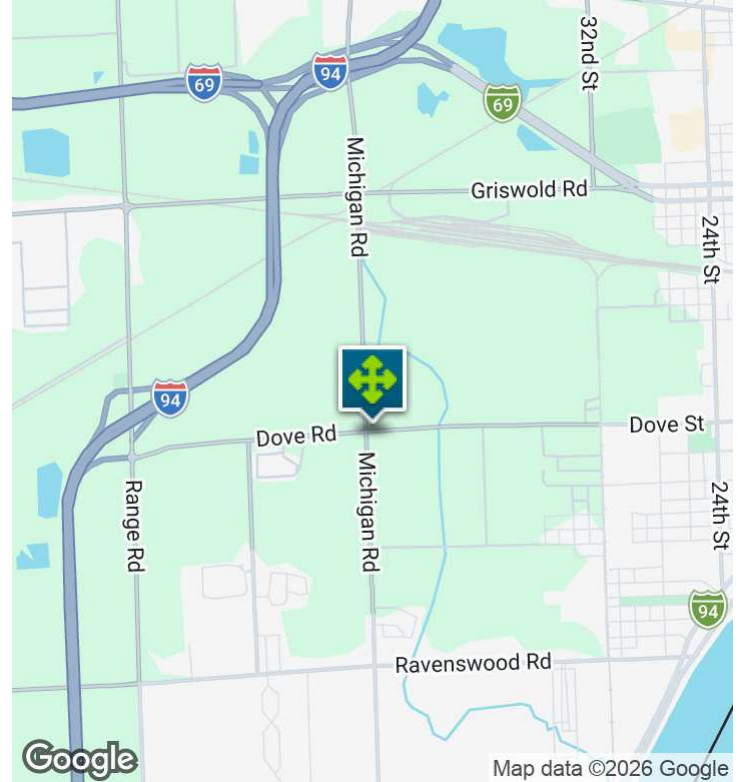 32nd St
94
69
69
Michigan Rd
Griswold Rd
24th St
94
Dove Rd
Dove St
Range Rd
Michigan Rd
24th St
94
Ravenswood Rd
Google
Map data ©2026 Google